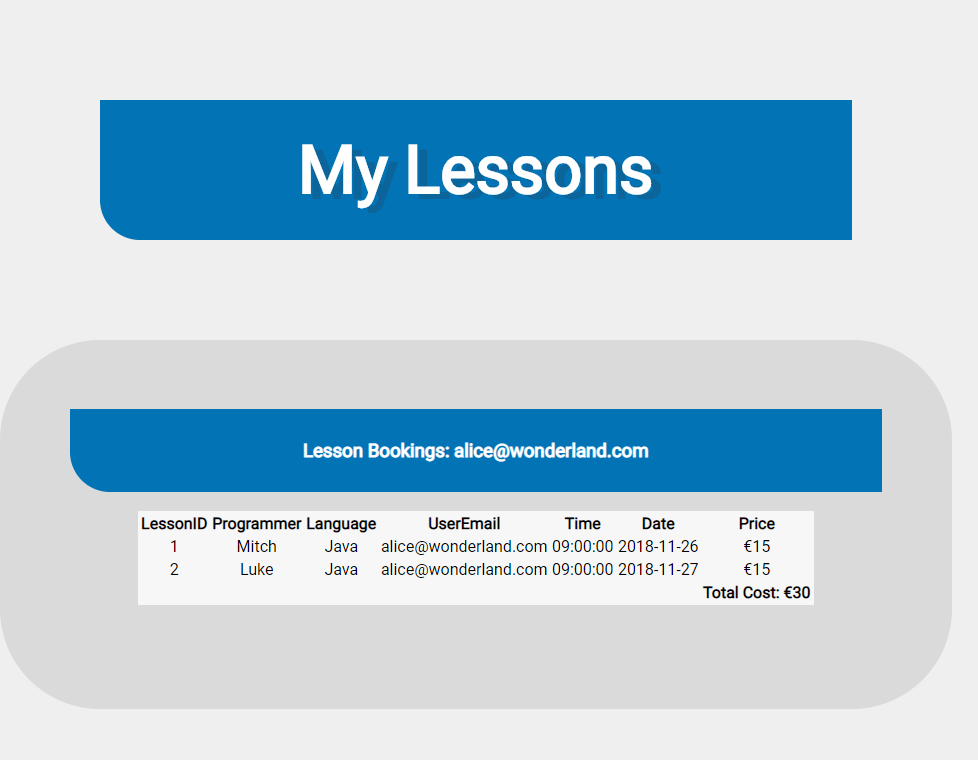 My Lessons
Lesson Bookings: alice@wonderland.com
LessonID Programmer Language UserEmail Time Date Price
1 Mitch Java alice@wonderland.com 09:00:00 2018-11-26 €15
2 Luke Java alice@wonderland.com 09:00:00 2018-11-27 €15
Total Cost: €30